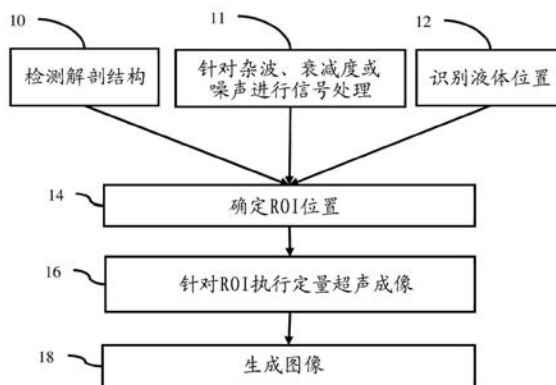 10
11
12
检测解剖结构
针对杂波、衰减度或
噪声进行信号处理
识别液体位置
14
确定ROI位置
16
针对ROI执行定量超声成像
18
生成图像